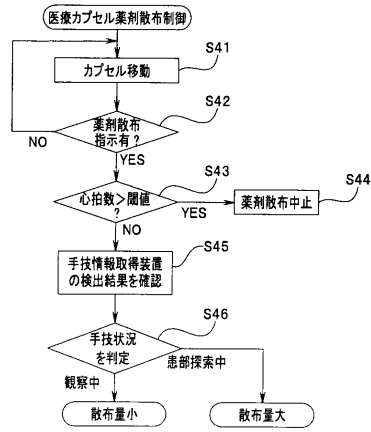 医療カプセル薬剤散布制御
S41
カプセル移動
S42
薬剤散布
指示有？
NO
YES
S43
心拍数＞閾値
？
YES
S44
薬剤散布中止
NO
S45
手技情報取得装置
の検出結果を確認
S46
手技状況
を判定
観察中
患部探索中
散布量小
散布量大